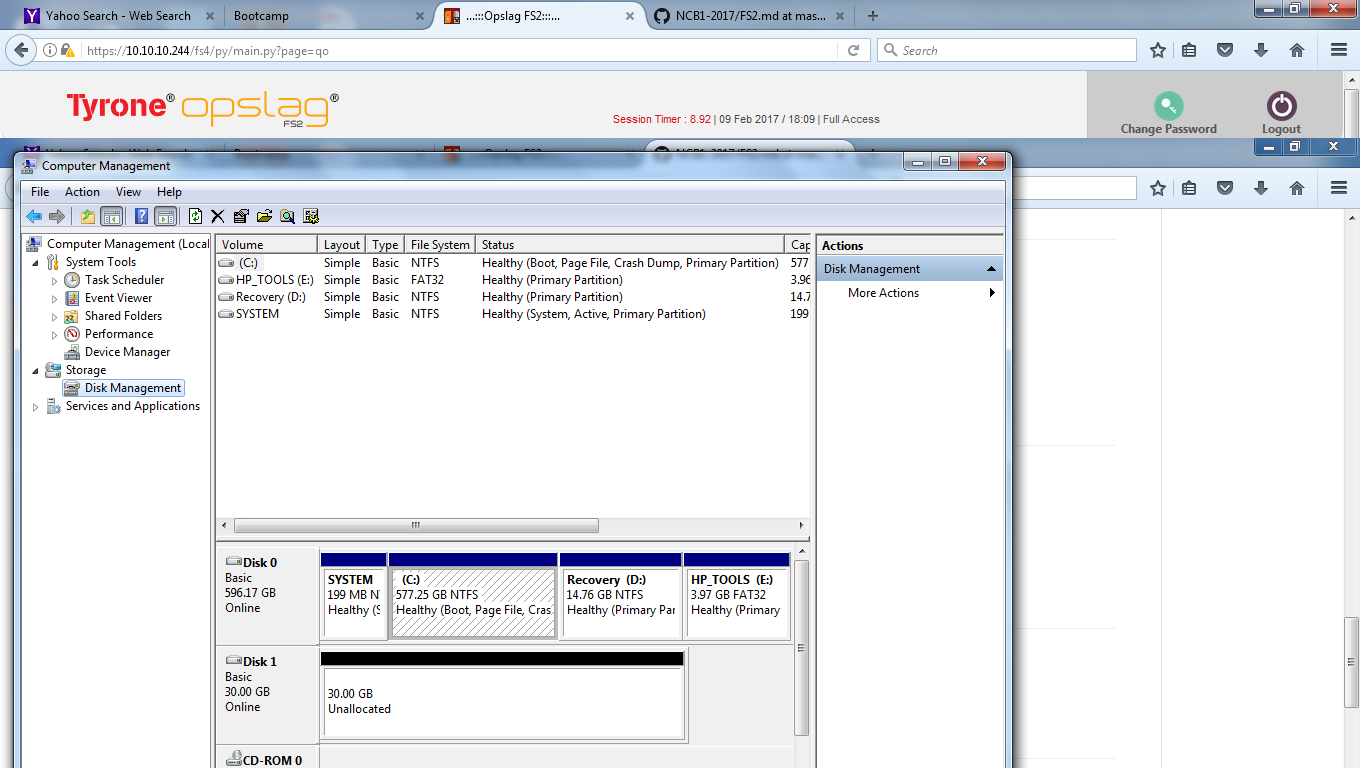 Yahoo Search - Web Search
Bootcamp
...:::Opslag FS2:::...
NCB1-2017/FS2.md at mas...
https://10.10.10.244/fs4/py/main.py?page=qo
Search
Tyrone® opslag®
FS2
Session Timer : 8.92 | 09 Feb 2017 / 18:09 | Full Access
Change Password
Logout
Computer Management
File Action View Help
Computer Management (Local
System Tools
Task Scheduler
Event Viewer
Shared Folders
Performance
Device Manager
Storage
Disk Management
Services and Applications
Volume Layout Type File System Status Cap
(C:) Simple Basic NTFS Healthy (Boot, Page File, Crash Dump, Primary Partition) 577
HP_TOOLS (E:) Simple Basic FAT32 Healthy (Primary Partition) 3.96
Recovery (D:) Simple Basic NTFS Healthy (Primary Partition) 14.7
SYSTEM Simple Basic NTFS Healthy (System, Active, Primary Partition) 199
Actions
Disk Management
More Actions
Disk 0
Basic
596.17 GB
Online
SYSTEM
199 MB N
Healthy (S
(C:)
577.25 GB NTFS
Healthy (Boot, Page File, Cras
Recovery (D:)
14.76 GB NTFS
Healthy (Primary Par
HP_TOOLS (E:)
3.97 GB FAT32
Healthy (Primary
Disk 1
Basic
30.00 GB
Online
30.00 GB
Unallocated
CD-ROM 0